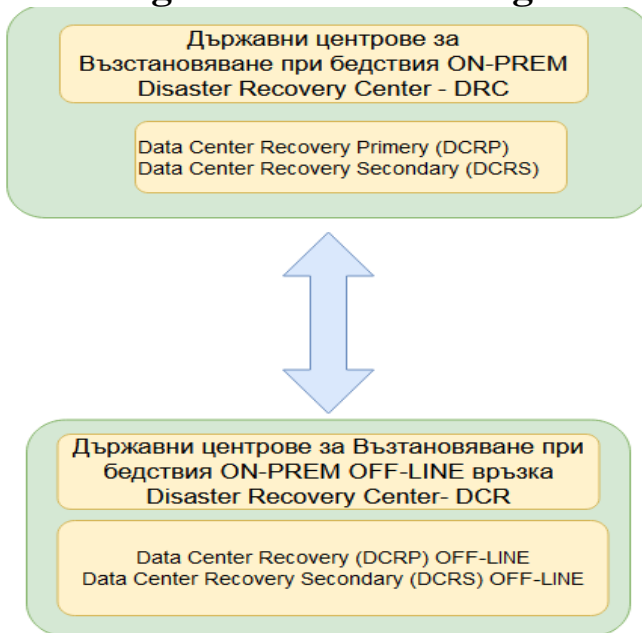 Държавни центрове за
Възстановяване при бедствия ON-PREM
Disaster Recovery Center - DRC
Data Center Recovery Primery (DCRP)
Data Center Recovery Secondary (DCRS)
Държавни центрове за Възтановяване при
бедствия ON-PREM OFF-LINE връзка
Disaster Recovery Center- DCR
Data Center Recovery (DCRP) OFF-LINE
Data Center Recovery Secondary (DCRS) OFF-LINE